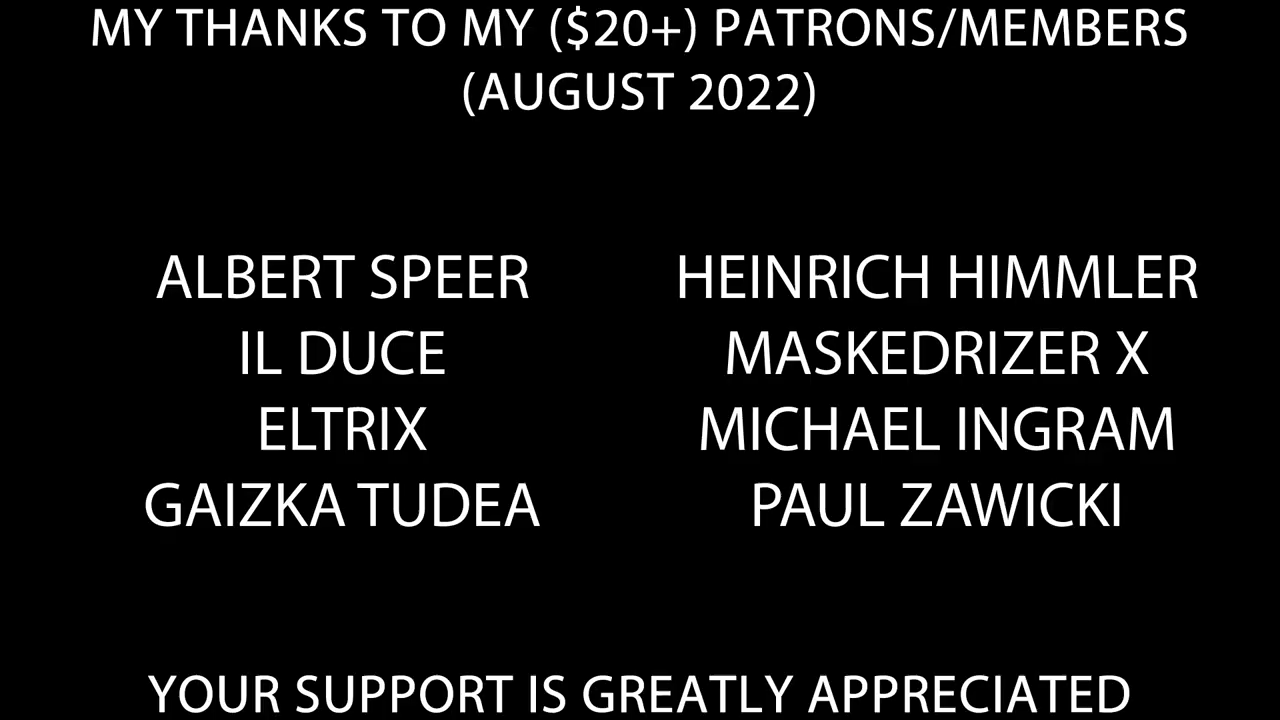 MY THANKS TO MY ($20+) PATRONS/MEMBERS
(AUGUST 2022)
ALBERT SPEER
IL DUCE
ELTRIX
GAIZKA TUDEA
HEINRICH HIMMLER
MASKEDRIZER X
MICHAEL INGRAM
PAUL ZAWICKI
YOUR SUPPORT IS GREATLY APPRECIATED